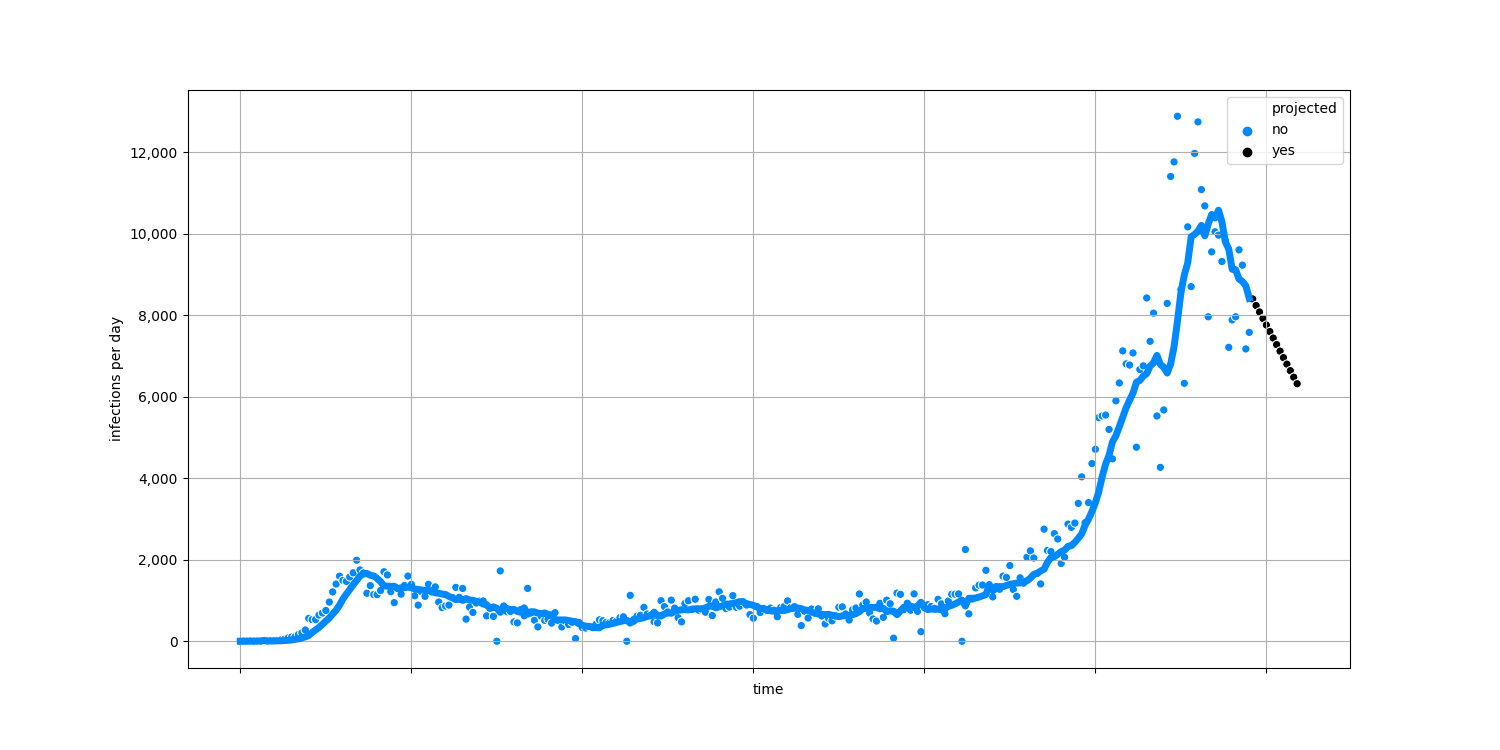 projected
no
yes
12,000
10,000
8,000
6,000
4,000
2,000
0
infections per day
time